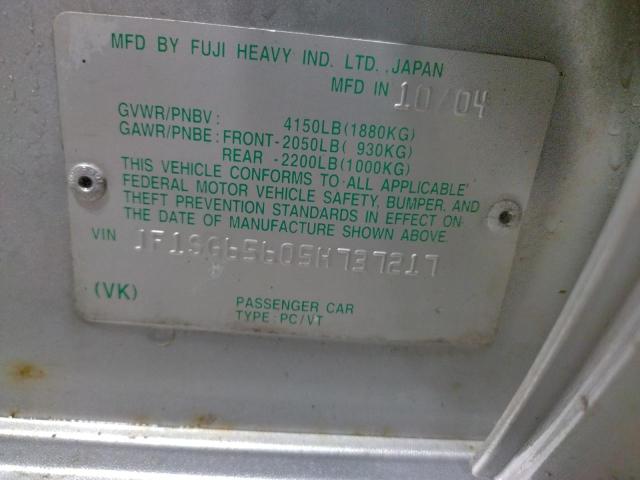 MFD BY FUJI HEAVY IND. LTD., JAPAN
MFD IN 10/04
GVWR/PNBV : 4150LB(1880KG)
GAWR/PNBE : FRONT-2050LB( 930KG)
REAR -2200LB(1000KG)
THIS VEHICLE CONFORMS TO ALL APPLICABLE
FEDERAL MOTOR VEHICLE SAFETY, BUMPER, AND
THEFT PREVENTION STANDARDS IN EFFECT ON
THE DATE OF MANUFACTURE SHOWN ABOVE.
VIN JF1SG65605H737217
(VK)
PASSENGER CAR
TYPE : PC/VT